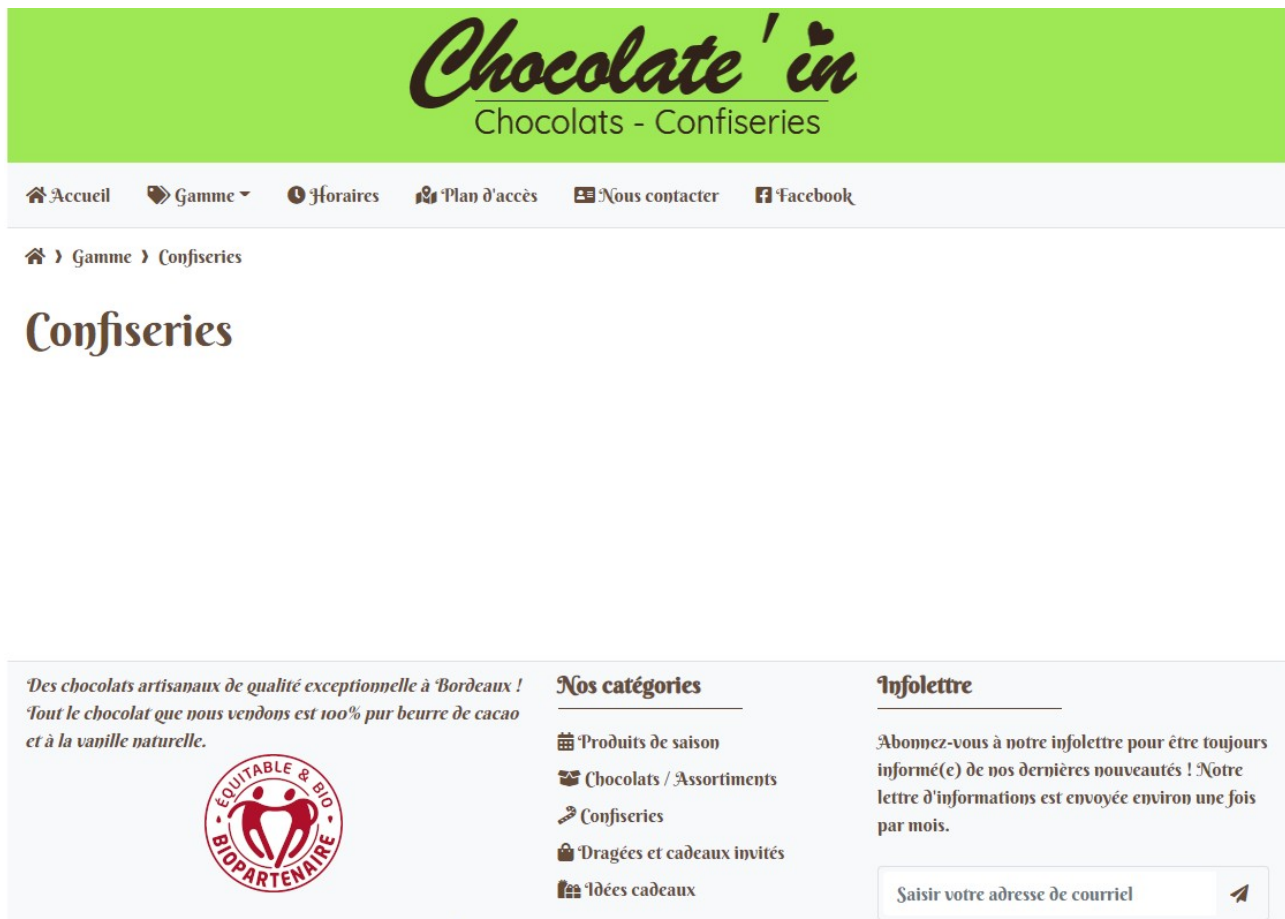 Chocolate'in
Chocolats - Confiseries
Accueil Gamme Horaires Plan d'accès Nous contacter Facebook
Gamme Confiseries
Confiseries
Des chocolats artisanaux de qualité exceptionnelle à Bordeaux !
Tout le chocolat que nous vendons est 100% pur beurre de cacao
et à la vanille naturelle.
ÉQUITABLE & BIO
BIOPARTENAIRE
Nos catégories
Produits de saison
Chocolats / Assortiments
Confiseries
Dragées et cadeaux invités
Idées cadeaux
Infolettre
Abonnez-vous à notre infolettre pour être toujours
informé(e) de nos dernières nouveautés ! Notre
lettre d'informations est envoyée environ une fois
par mois.
Saisir votre adresse de courriel